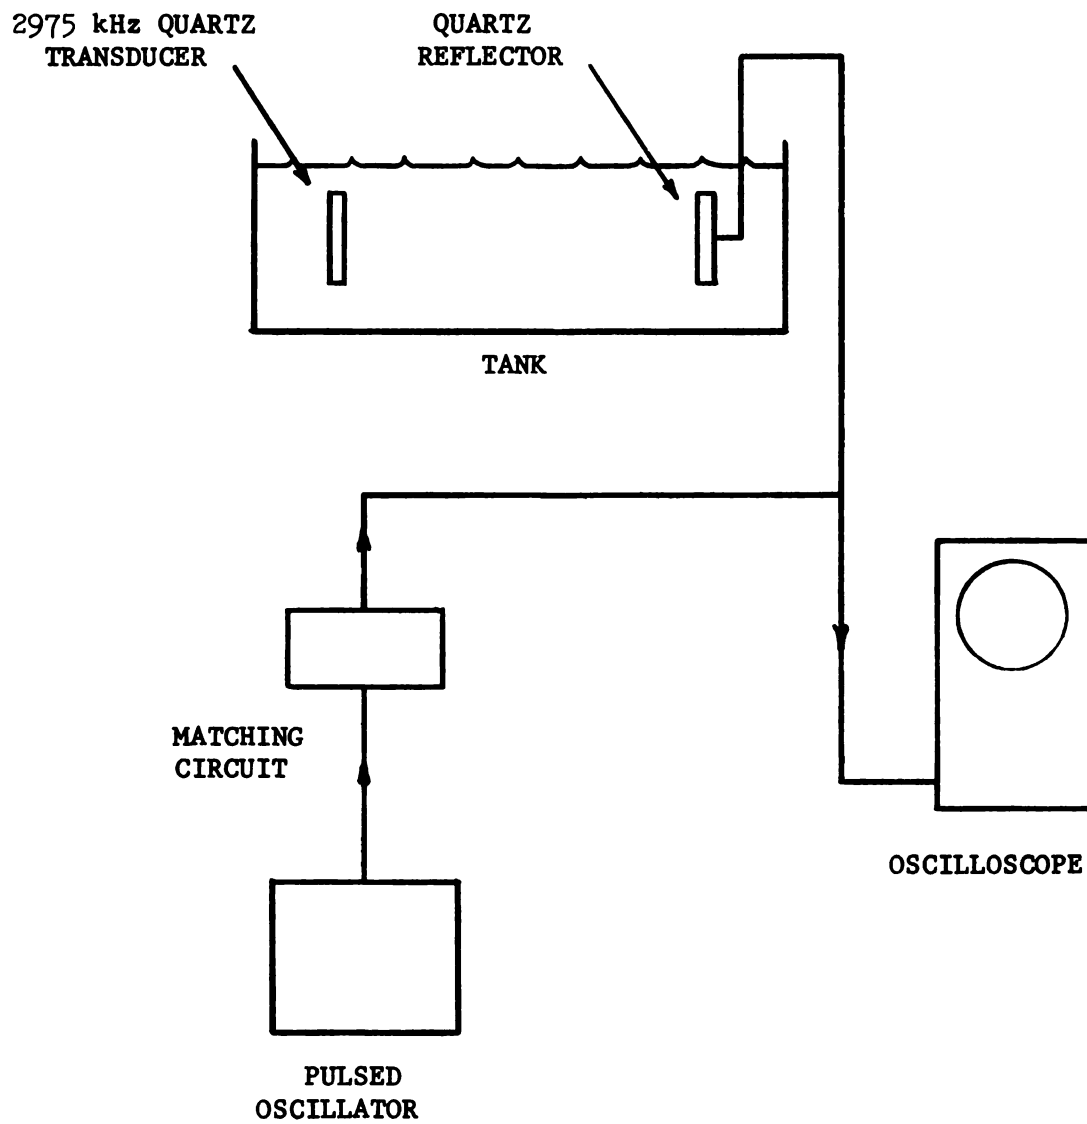 2975 kHz QUARTZ
TRANSDUCER
QUARTZ
REFLECTOR
TANK
MATCHING
CIRCUIT
OSCILLOSCOPE
PULSED
OSCILLATOR